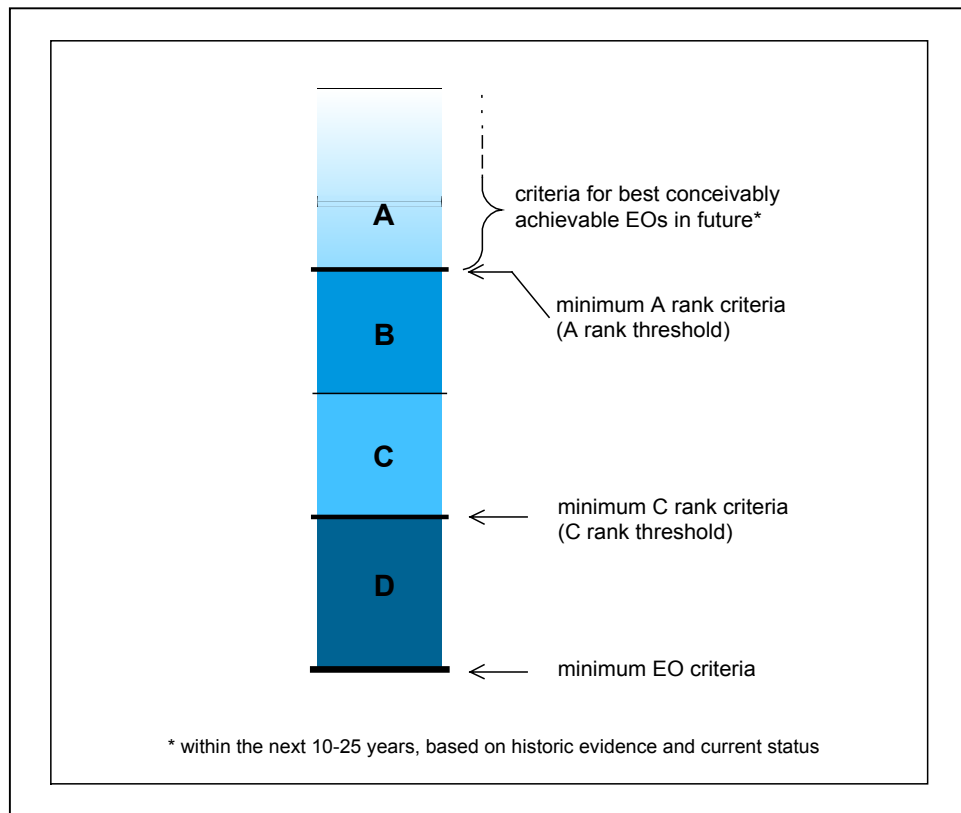 A
criteria for best conceivably
achievable EOs in future*
minimum A rank criteria
(A rank threshold)
B
C
minimum C rank criteria
(C rank threshold)
D
minimum EO criteria
* within the next 10-25 years, based on historic evidence and current status